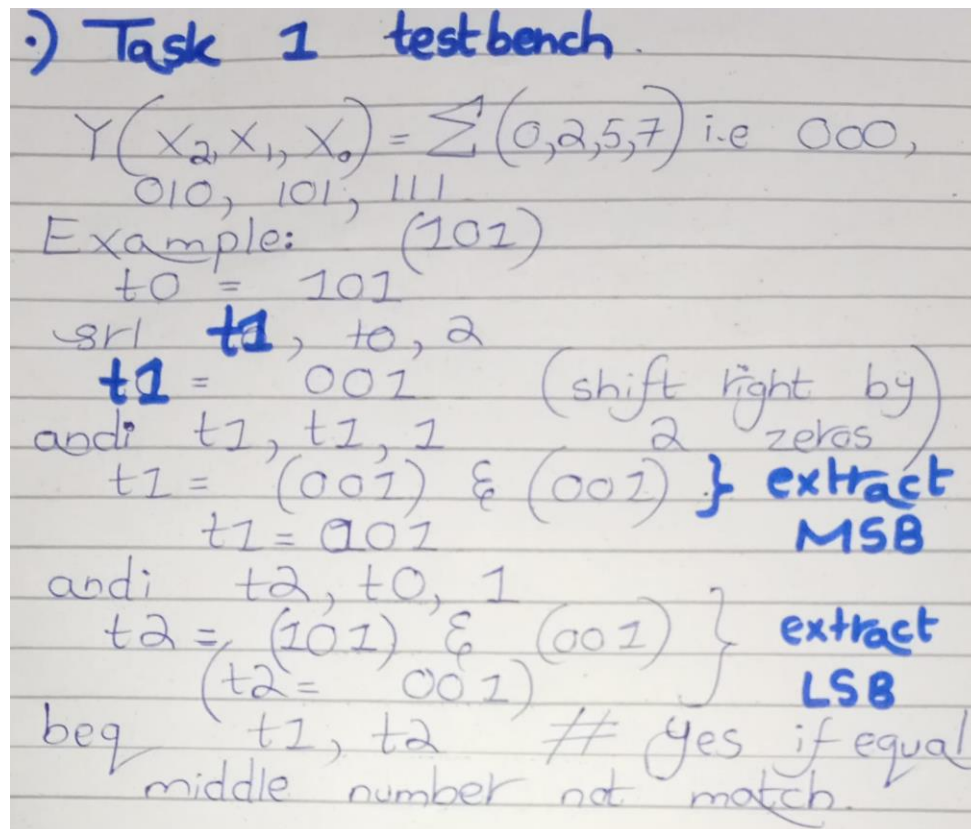 ·) Task 1 testbench.
Y(X₂, X₁, X₀) = Σ(0,2,5,7) i.e 000,
010, 101, 111
Example: (101)
t0 = 101
srl t1, t0, 2
t1 = 001 (shift right by
andi t1, t1, 1 2 zeros)
t1 = (001) & (001) } extract
t1 = 001 MSB
andi t2, t0, 1
t2 = (101) & (001) } extract
(t2 = 001) LSB
beq t1, t2 # Yes if equal
middle number not match.